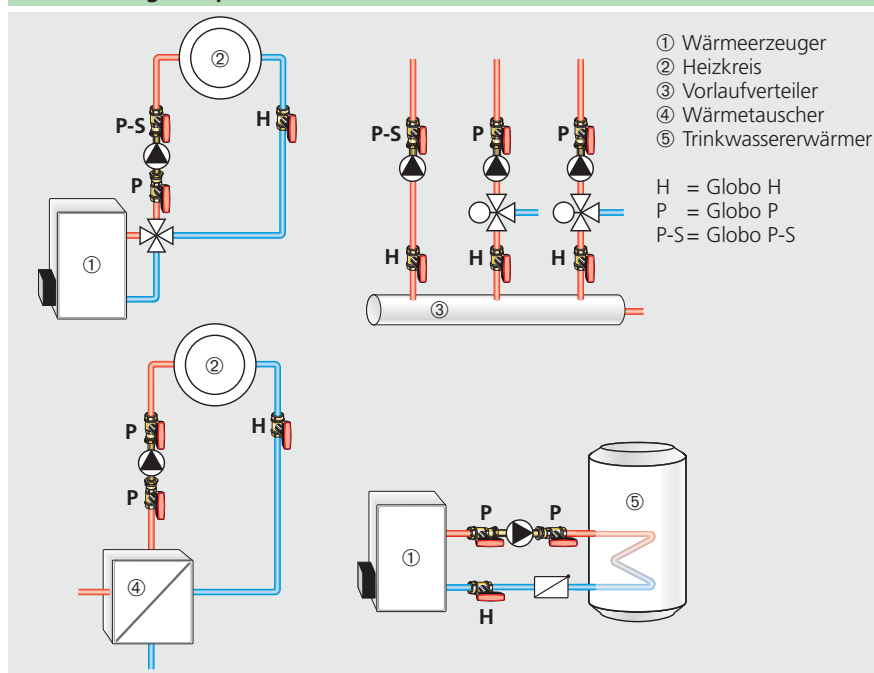 ②
P-S
H
P
①
P-S
P
P
H
H
H
③
① Wärmeerzeuger
② Heizkreis
③ Vorlaufverteiler
④ Wärmetauscher
⑤ Trinkwassererwärmer
H = Globo H
P = Globo P
P-S= Globo P-S
②
P
H
P
④
①
P
P
H
⑤